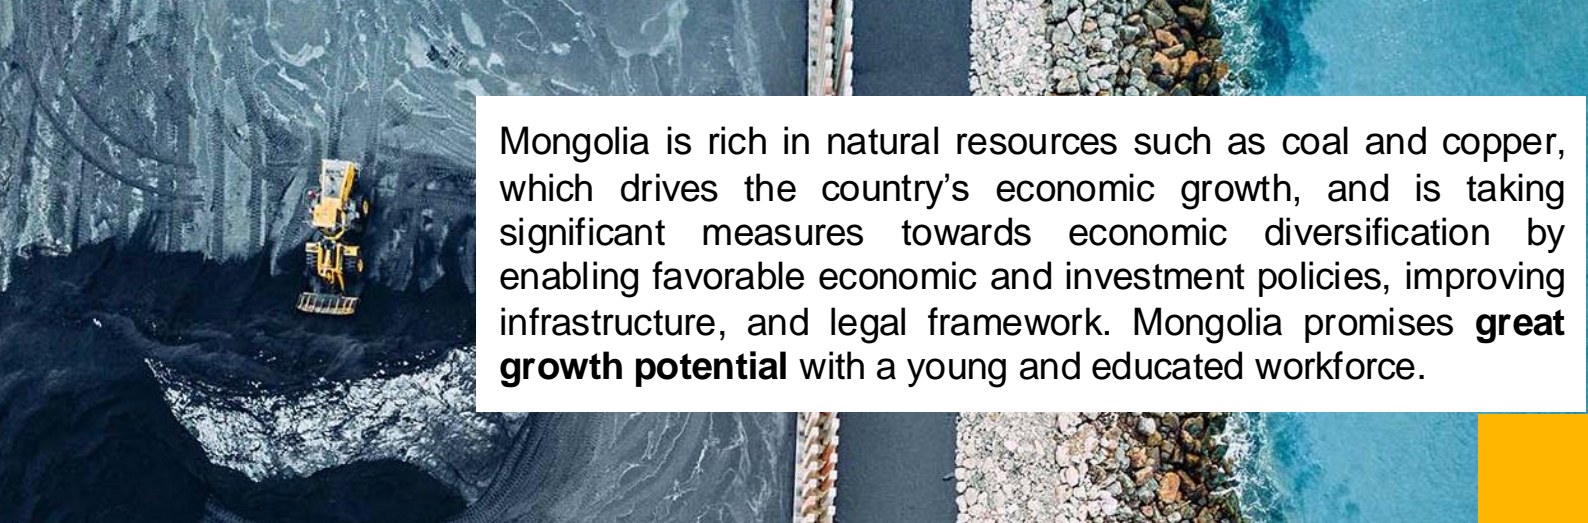 Mongolia is rich in natural resources such as coal and copper,
which drives the country’s economic growth, and is taking
significant measures towards economic diversification by
enabling favorable economic and investment policies, improving
infrastructure, and legal framework. Mongolia promises great
growth potential with a young and educated workforce.